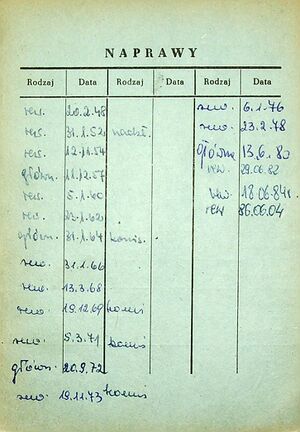 NAPRAWY
Rodzaj Data Rodzaj Data Rodzaj Data
rew. 20.2.48
rew. 31.1.52
rew. 12.11.54
główn. 11.12.57
rew. 5.1.60
rew. 23.1.62
główn. 31.1.64 komis.
rew. 31.1.66
rew. 13.3.68
rew. 19.12.69 komis
rew. 5.3.71 komis
główn. 20.9.72
rew. 19.11.73 komis
rew. 6.1.76
rew. 23.2.78
główna 13.6.80
rew. 29.06.82
rew. 18.06.84r.
rew 86.06.04